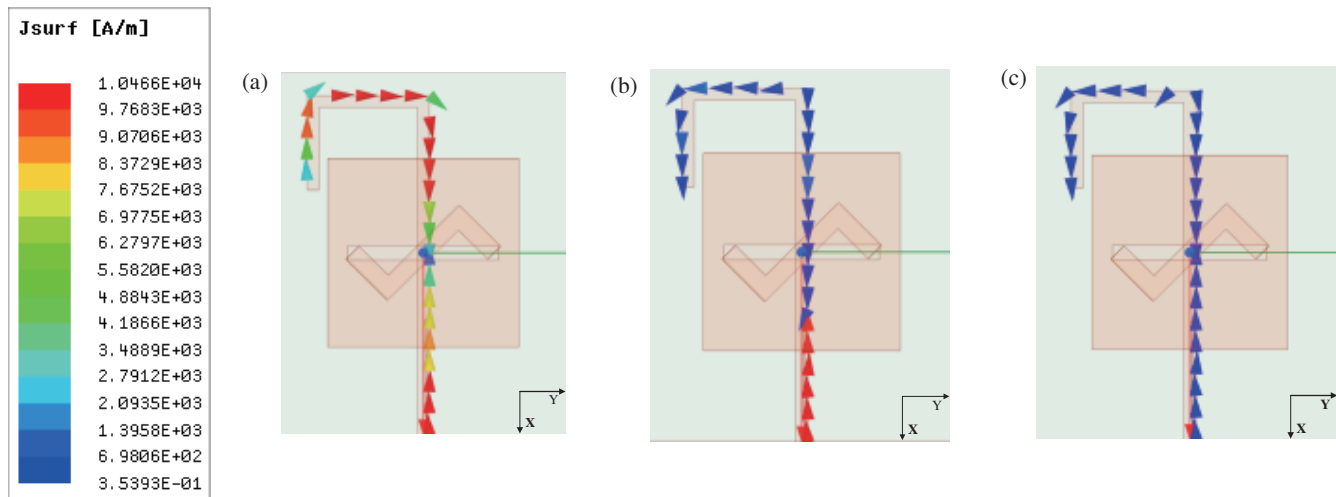 Jsurf [A/m]
1.0466E+04
9.7683E+03
9.0706E+03
8.3729E+03
7.6752E+03
6.9775E+03
6.2797E+03
5.5820E+03
4.8843E+03
4.1866E+03
3.4889E+03
2.7912E+03
2.0935E+03
1.3958E+03
6.9806E+02
3.5393E-01
(a)
Y
X
(b)
Y
X
(c)
Y
X